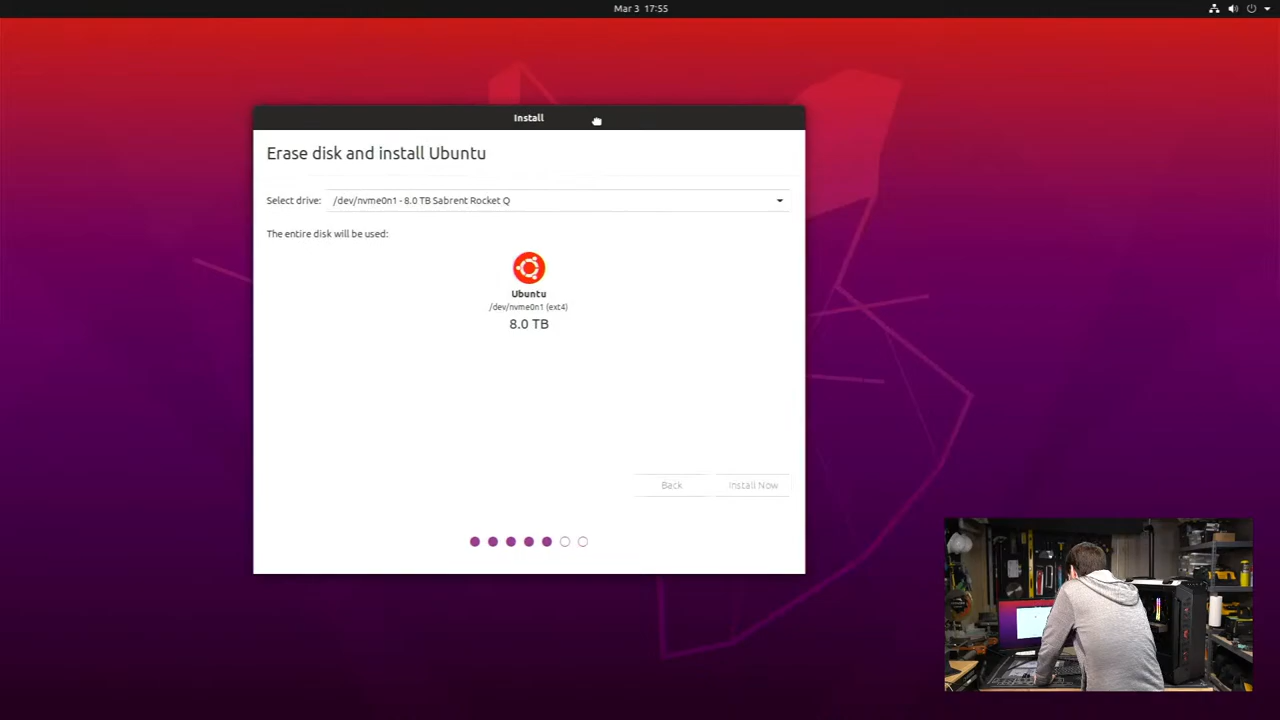 Mar 3 17:55
Install
Erase disk and install Ubuntu
Select drive: /dev/nvme0n1 - 8.0 TB Sabrent Rocket Q
The entire disk will be used:
Ubuntu
/dev/nvme0n1 (ext4)
8.0 TB
Back Install Now